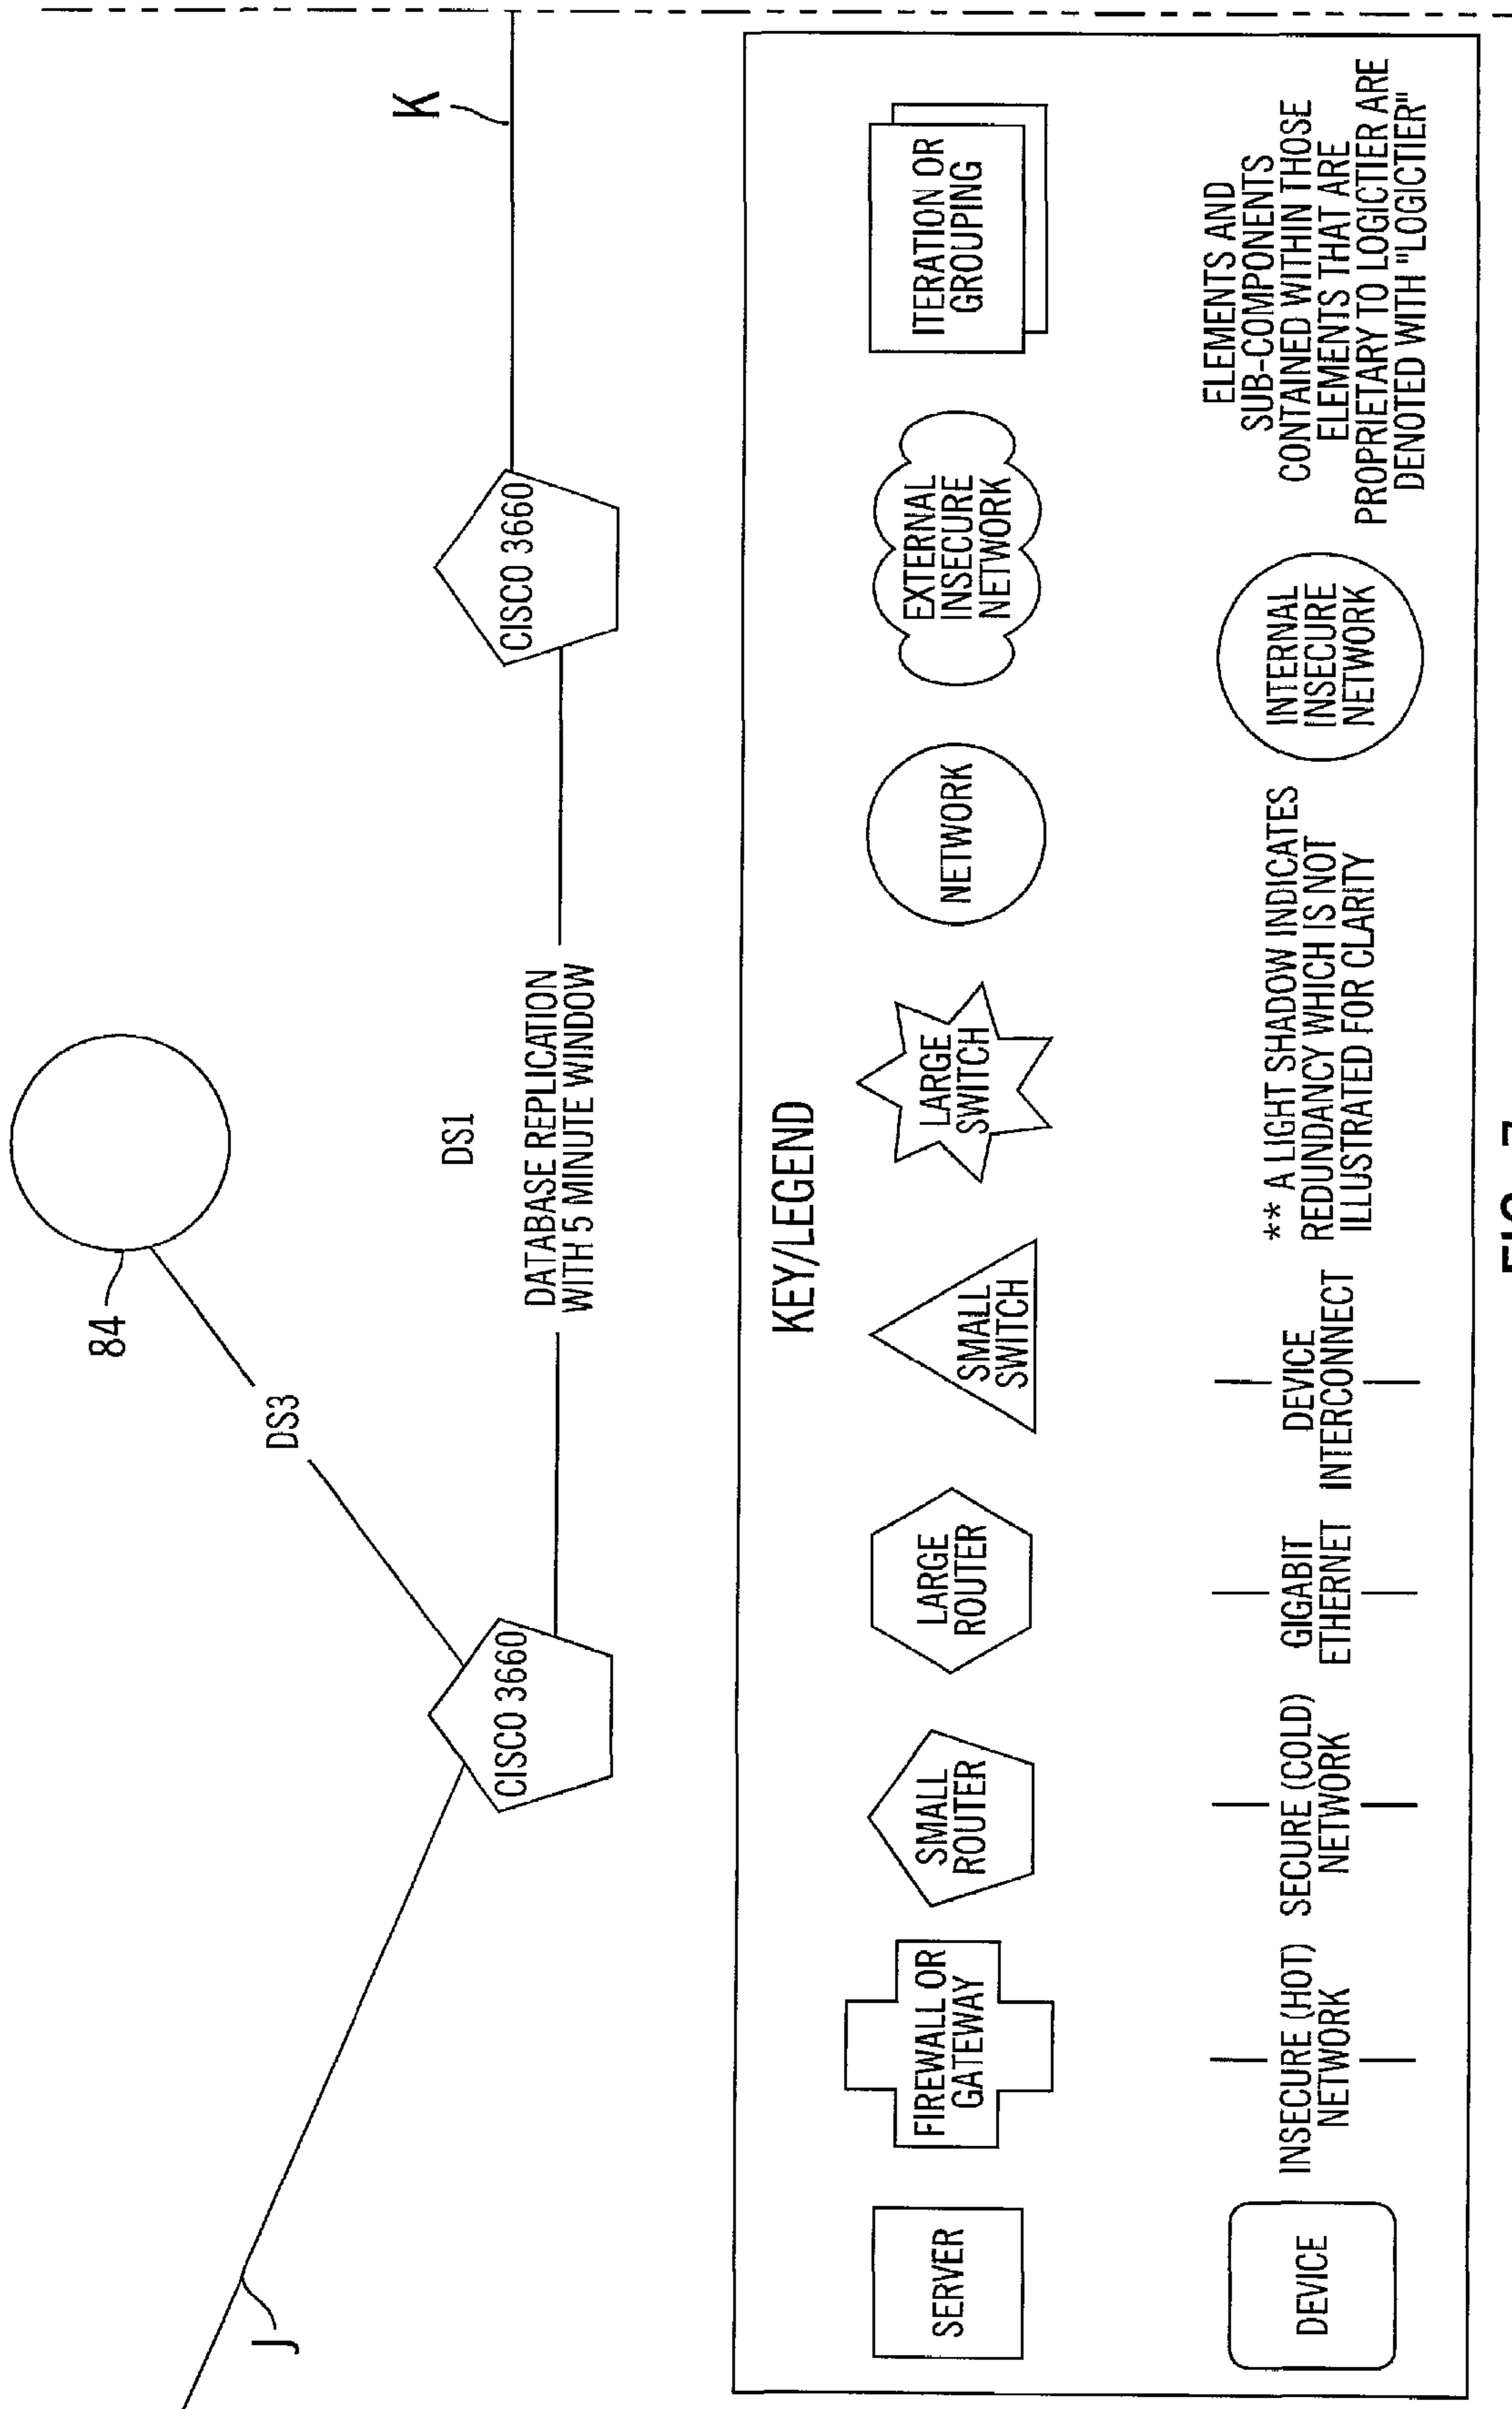 84
DS3
J
K
DS1
CISCO 3660
CISCO 3660
DATABASE REPLICATION
WITH 5 MINUTE WINDOW
KEY/LEGEND
SERVER
FIREWALL OR
GATEWAY
SMALL
ROUTER
LARGE
ROUTER
SMALL
SWITCH
LARGE
SWITCH
NETWORK
EXTERNAL
INSECURE
NETWORK
ITERATION OR
GROUPING
DEVICE
INSECURE (HOT)
NETWORK
SECURE (COLD)
NETWORK
GIGABIT
ETHERNET
DEVICE
INTERCONNECT
** A LIGHT SHADOW INDICATES
REDUNDANCY WHICH IS NOT
ILLUSTRATED FOR CLARITY
INTERNAL
INSECURE
NETWORK
ELEMENTS AND
SUB-COMPONENTS
CONTAINED WITHIN THOSE
ELEMENTS THAT ARE
PROPRIETARY TO LOGICTIER ARE
DENOTED WITH "LOGICTIER"